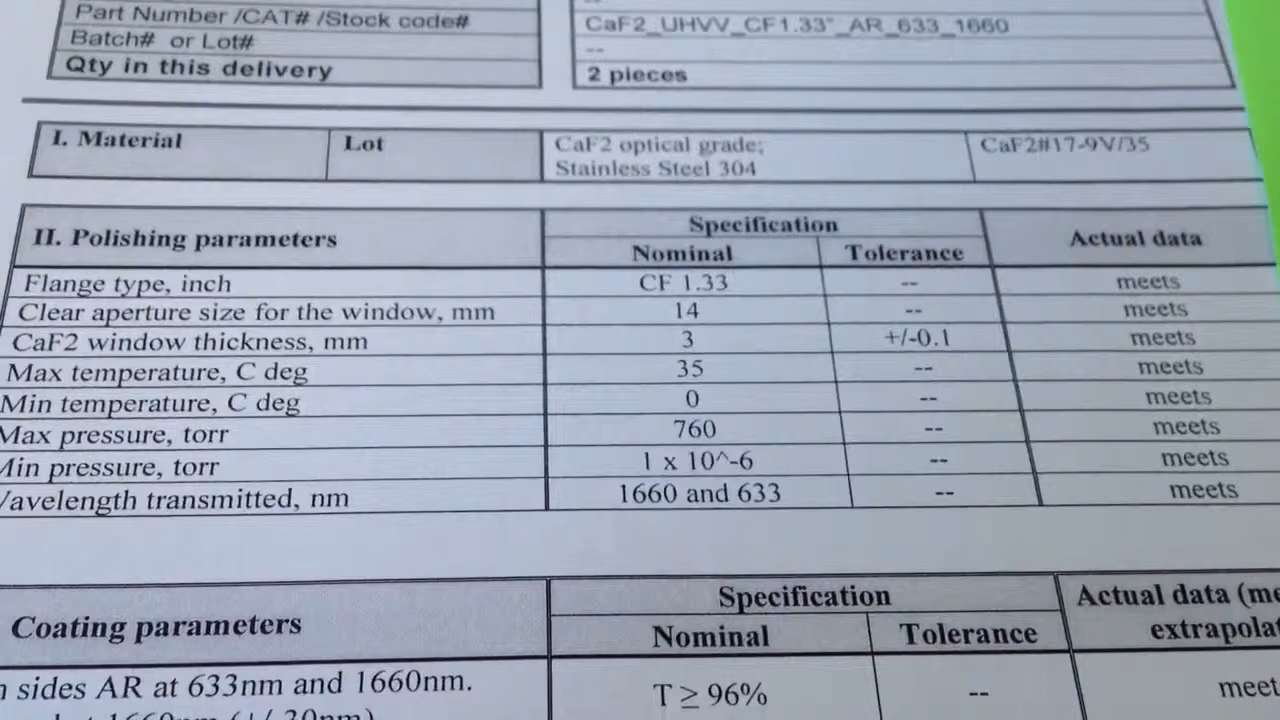 Part Number /CAT# /Stock code# CaF2_UHVV_CF1.33"_AR_633_1660
Batch# or Lot# --
Qty in this delivery 2 pieces
I. Material Lot CaF2 optical grade; CaF2#17-9V/35
Stainless Steel 304
II. Polishing parameters Specification Actual data
Nominal Tolerance
Flange type, inch CF 1.33 -- meets
Clear aperture size for the window, mm 14 -- meets
CaF2 window thickness, mm 3 +/-0.1 meets
Max temperature, C deg 35 -- meets
Min temperature, C deg 0 -- meets
Max pressure, torr 760 -- meets
Min pressure, torr 1 x 10^-6 -- meets
Wavelength transmitted, nm 1660 and 633 -- meets
Coating parameters Specification Actual data
Nominal Tolerance
sides AR at 633nm and 1660nm. T ≥ 96% --